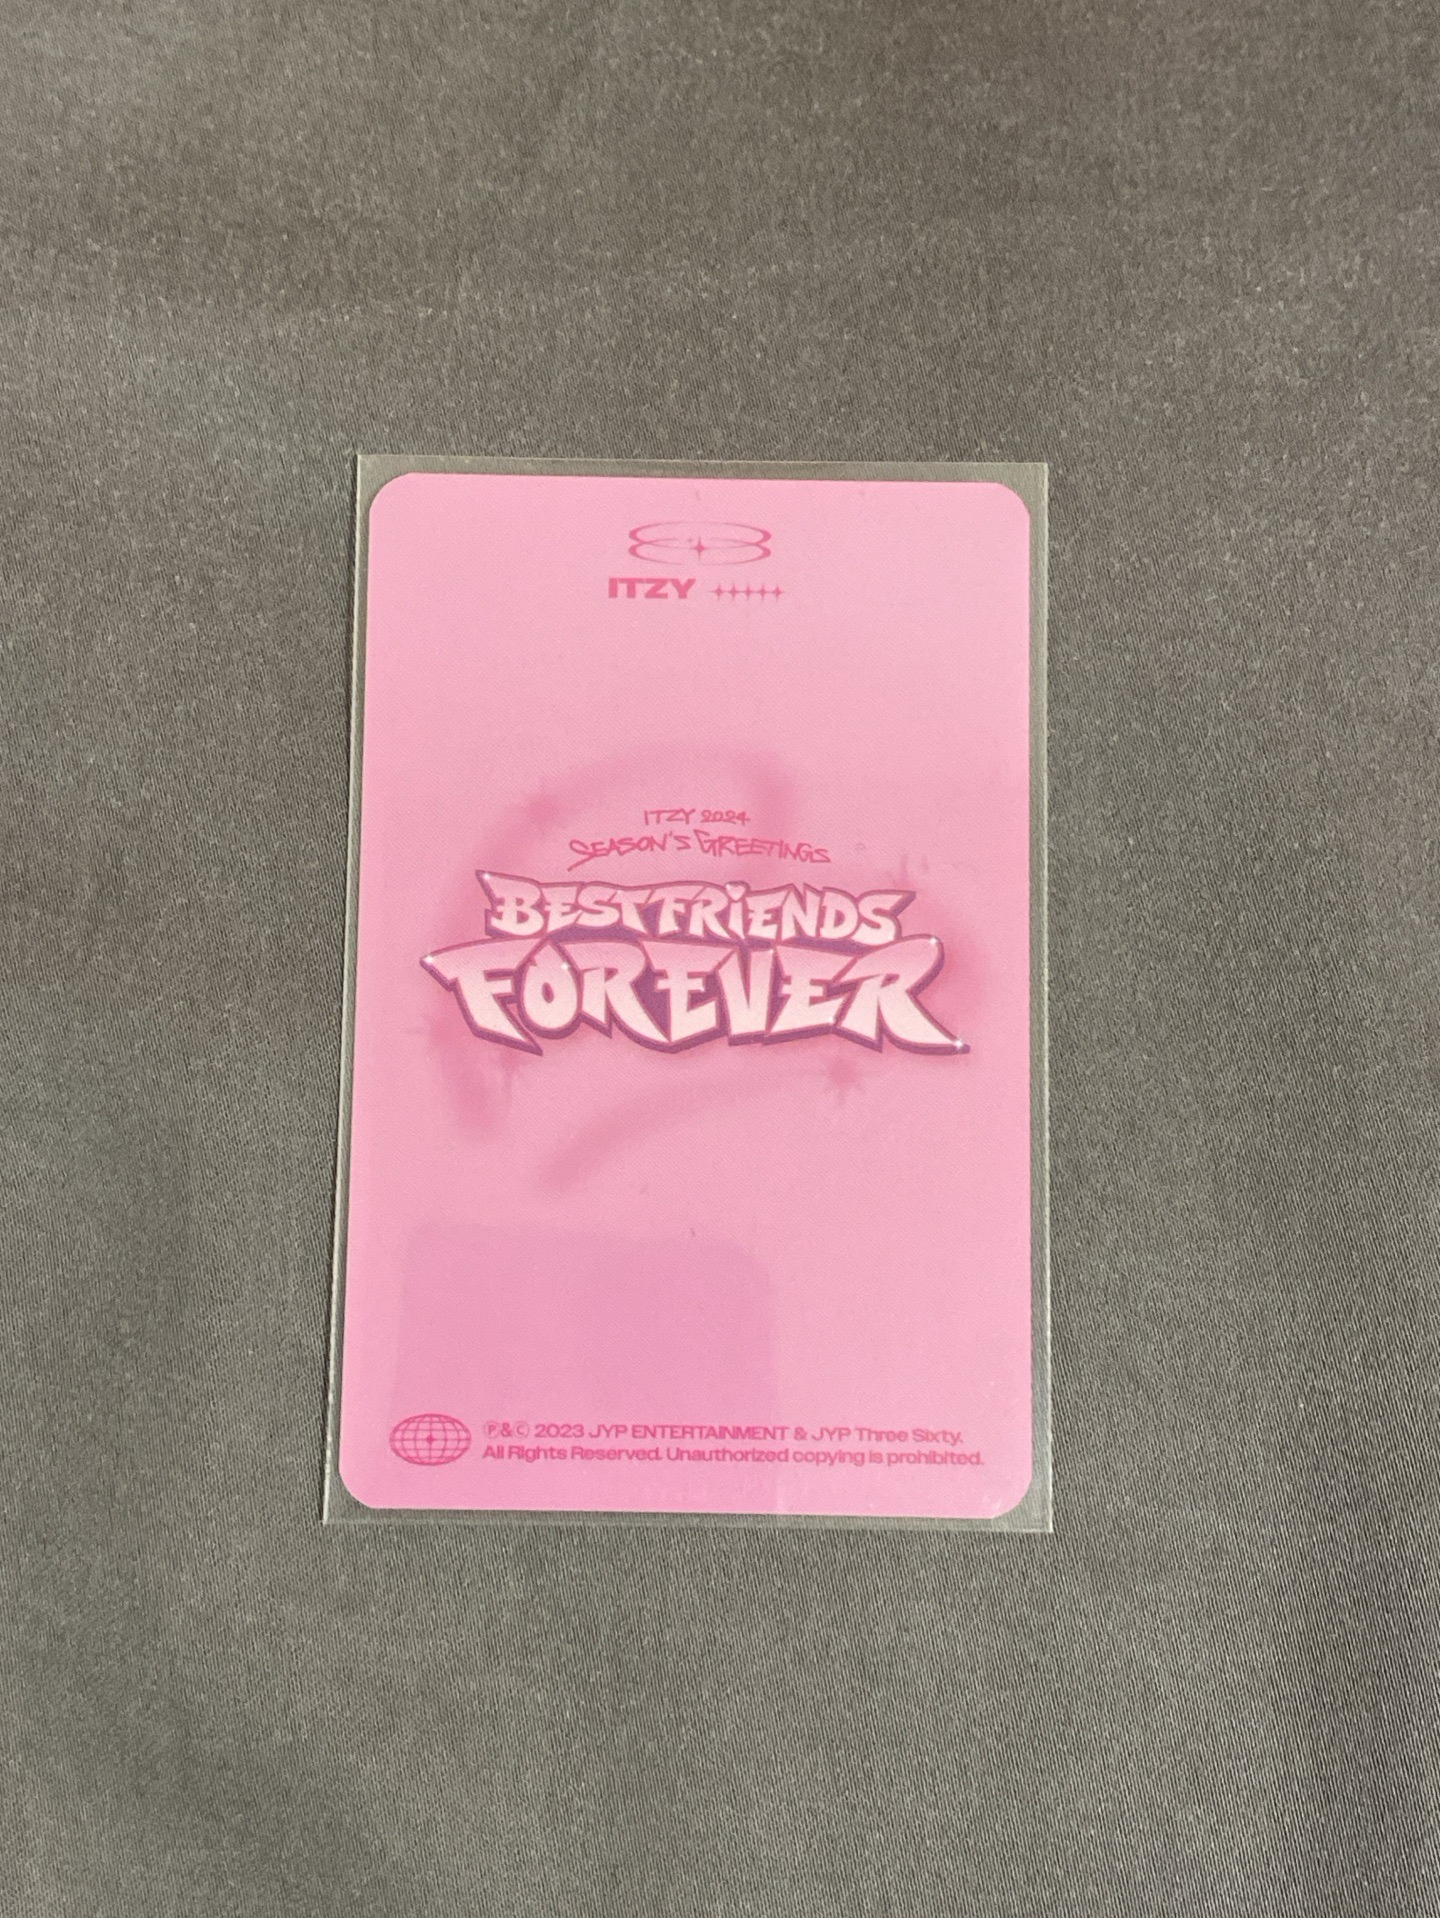 ITZY
ITZY 2024
SEASON'S GREETINGS
BESTFRiENDS
FOREVER
Ⓟ&Ⓒ 2023 JYP ENTERTAINMENT & JYP Three Sixty.
All Rights Reserved. Unauthorized copying is prohibited.